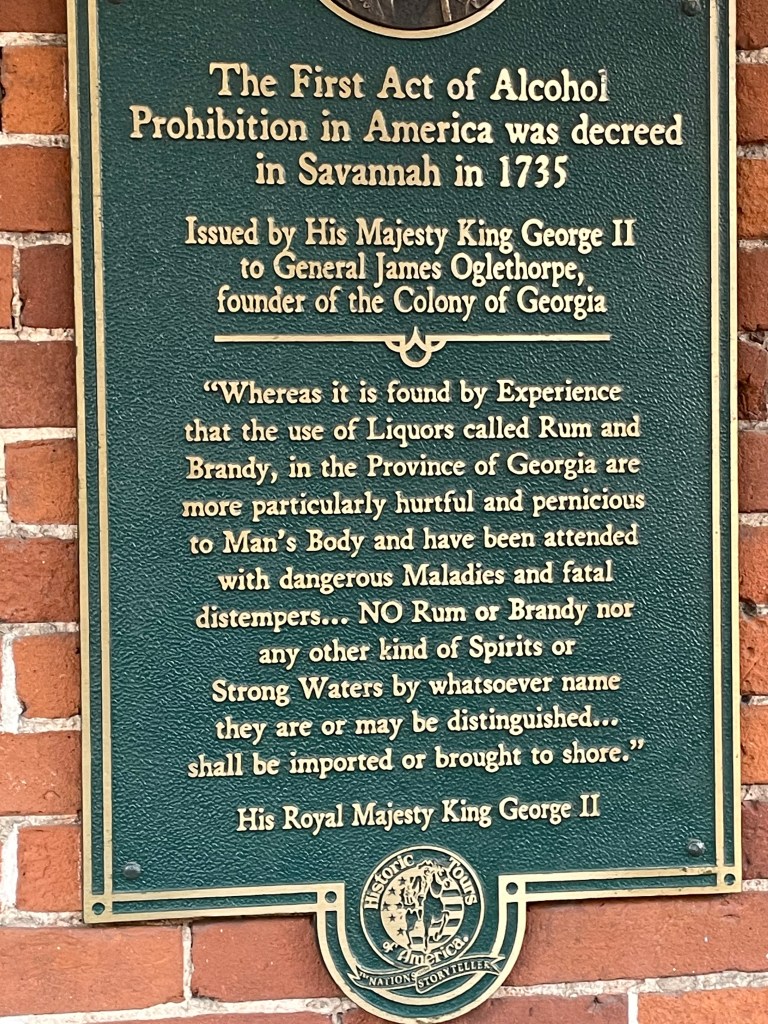 The First Act of Alcohol
Prohibition in America was decreed
in Savannah in 1735
Issued by His Majesty King George II
to General James Oglethorpe,
founder of the Colony of Georgia
“Whereas it is found by Experience
that the use of Liquors called Rum and
Brandy, in the Province of Georgia are
more particularly hurtful and pernicious
to Man's Body and have been attended
with dangerous Maladies and fatal
distempers... NO Rum or Brandy nor
any other kind of Spirits or
Strong Waters by whatsoever name
they are or may be distinguished...
shall be imported or brought to shore.”
His Royal Majesty King George II
Historic Tours
of America.
THE NATION'S STORYTELLER